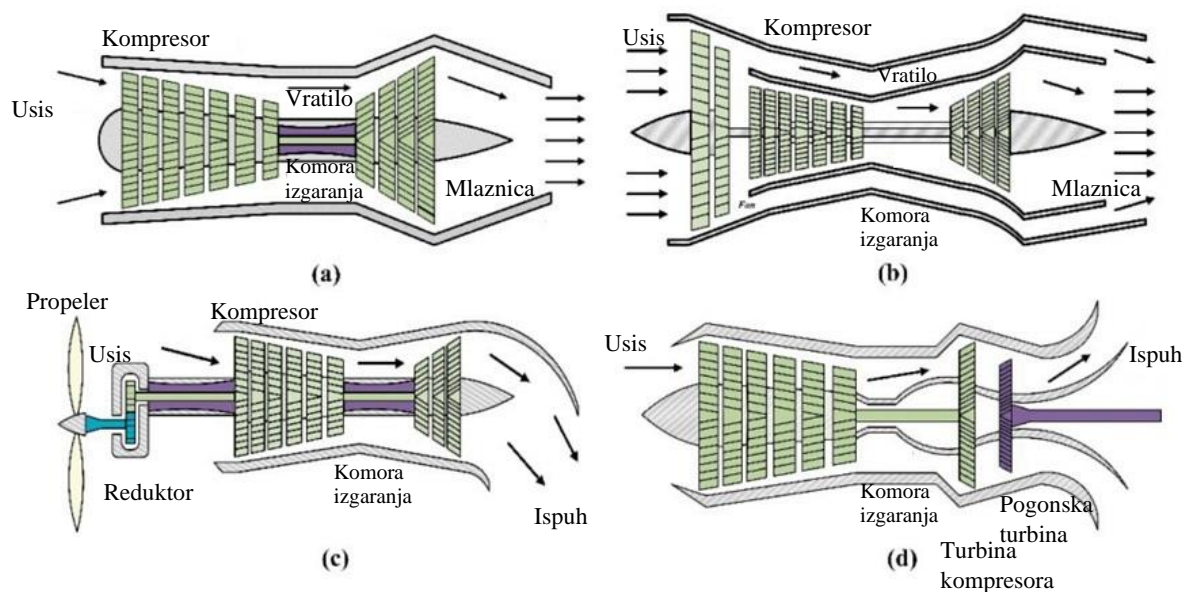 Kompresor
Usis
Vratilo
Komora
izgaranja
Mlaznica
(a)
Usis
Kompresor
Vratilo
Fan
Komora
izgaranja
Mlaznica
(b)
Propeler
Usis
Kompresor
Reduktor
Komora
izgaranja
Ispuh
(c)
Usis
Ispuh
Komora
izgaranja
Pogonska
turbina
Turbina
kompresora
(d)